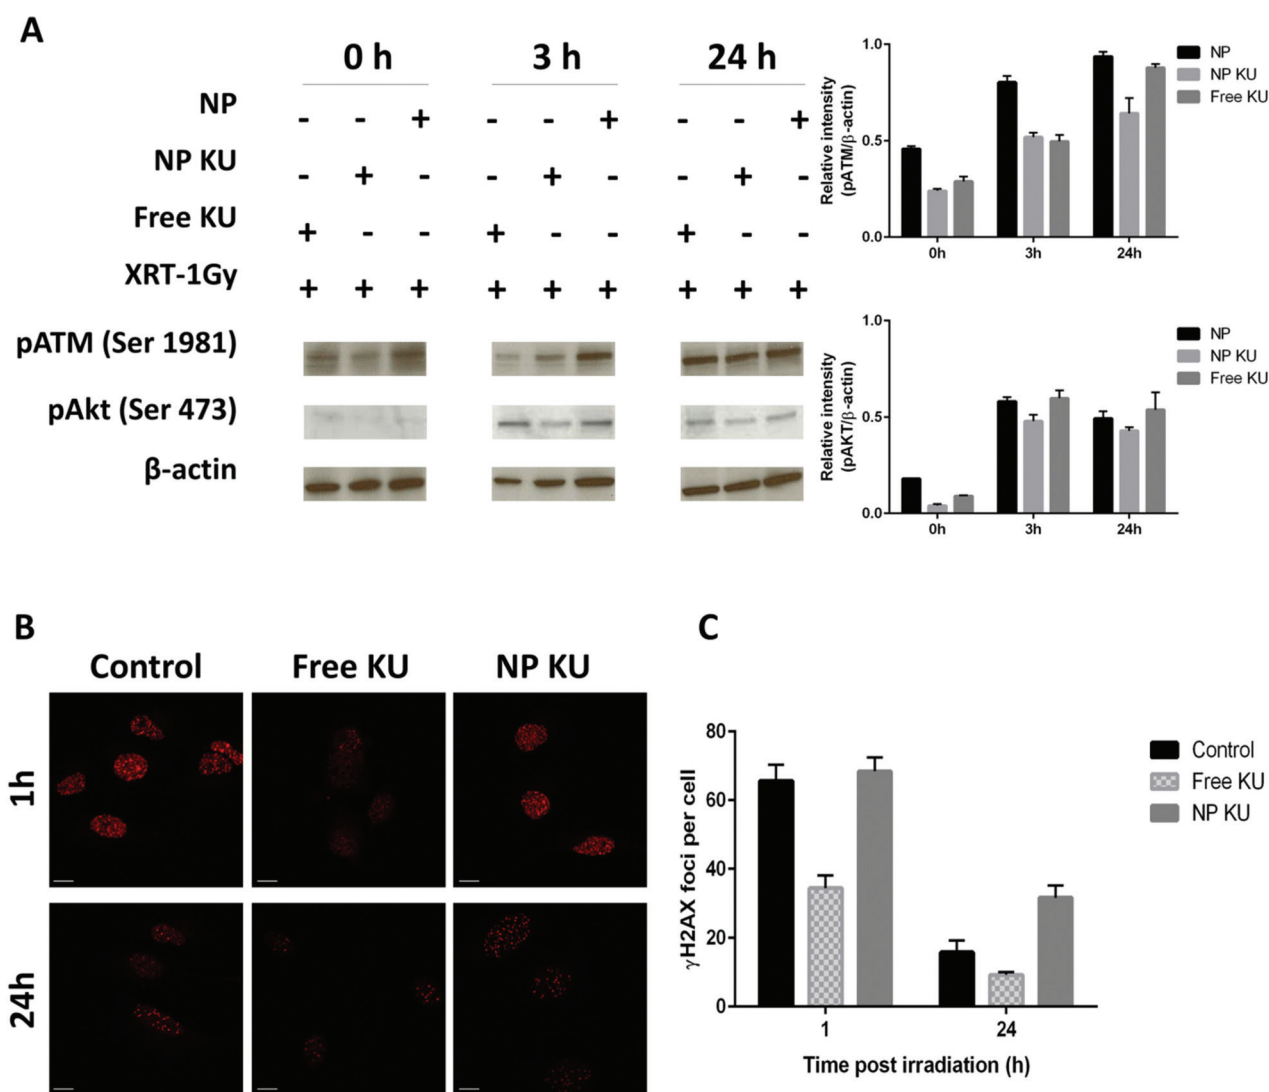 A
0 h 3 h 24 h
NP - - + - - + - - +
NP KU - + - - + - - + -
Free KU + - - + - - + - -
XRT-1Gy + + + + + + + + +
pATM (Ser 1981)
pAkt (Ser 473)
β-actin
Relative intensity
(pATM/β-actin)
1.0
0.5
0.0
0h 3h 24h
NP
NP KU
Free KU
Relative intensity
(pAKT/β-actin)
1.0
0.5
0.0
0h 3h 24h
NP
NP KU
Free KU
B
Control Free KU NP KU
1h
24h
C
γH2AX foci per cell
80
60
40
20
0
1 24
Time post irradiation (h)
Control
Free KU
NP KU